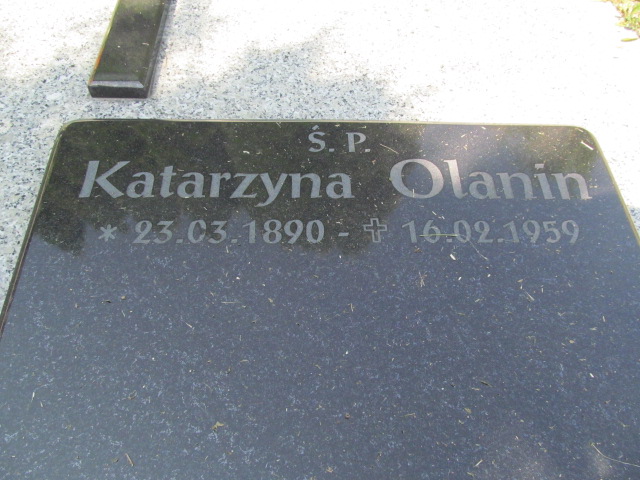 Ś. P.
Katarzyna Olanin
* 23.03.1890 - ✝ 16.02.1959